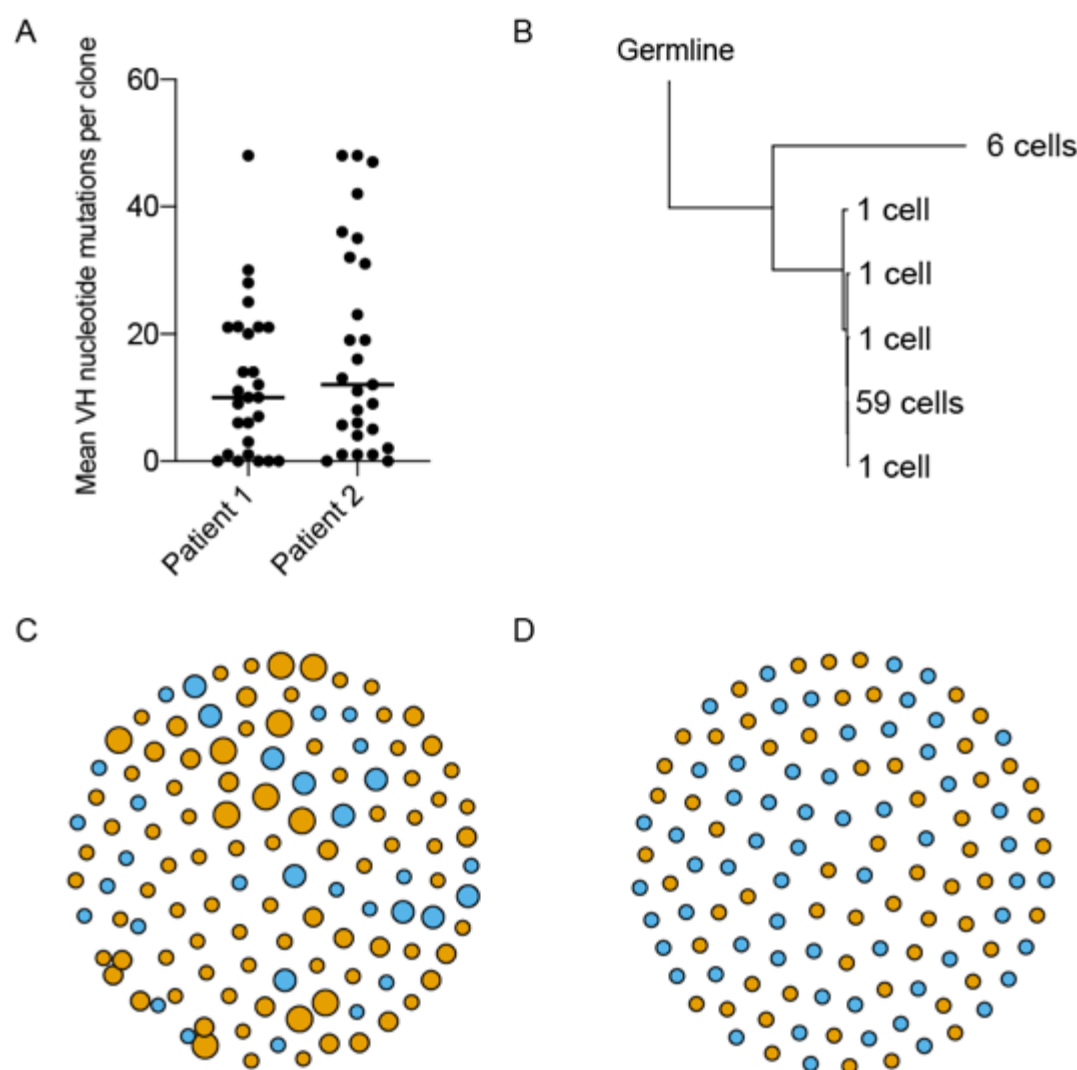 A
Mean VH nucleotide mutations per clone
60
40
20
0
Patient 1
Patient 2
B
Germline
6 cells
1 cell
1 cell
1 cell
59 cells
1 cell
C
D